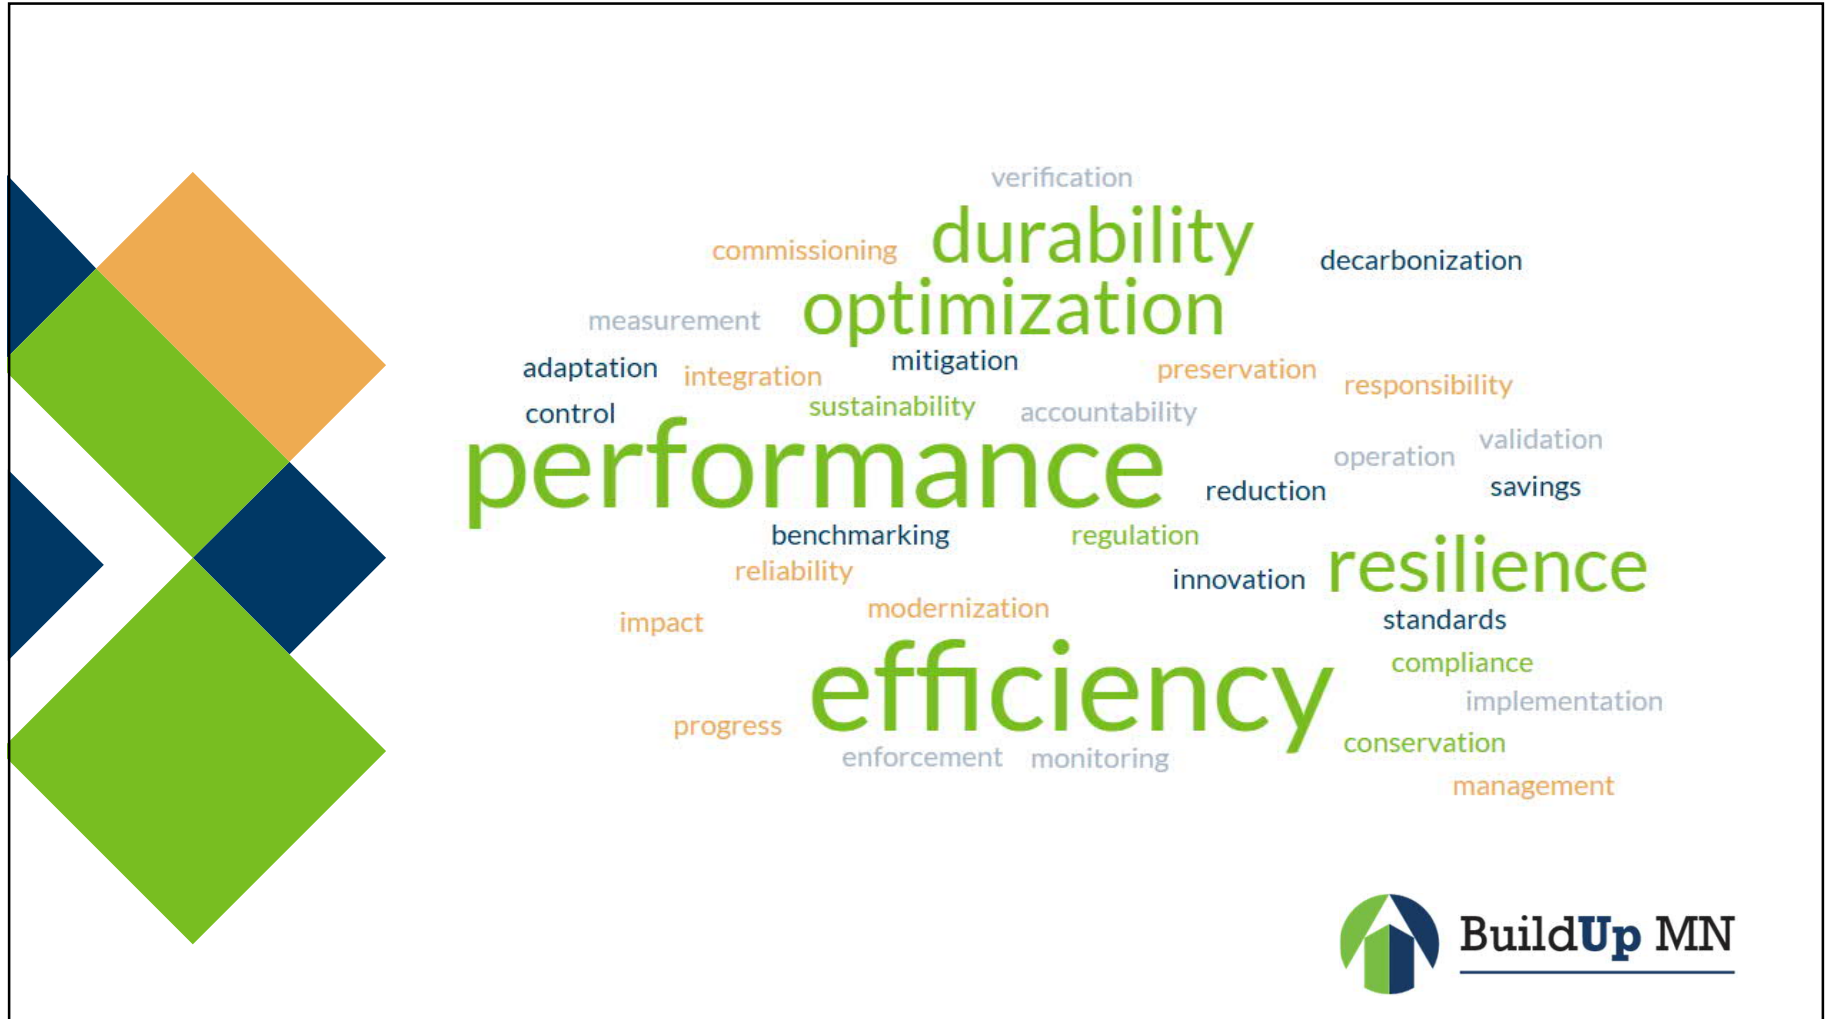 verification
durability
commissioning
decarbonization
optimization
measurement
mitigation
adaptation
integration
preservation
responsibility
control
sustainability
accountability
validation
performance
operation
reduction
savings
benchmarking
regulation
resilience
reliability
innovation
modernization
impact
standards
efficiency
compliance
implementation
progress
conservation
enforcement
monitoring
management
BuildUp MN